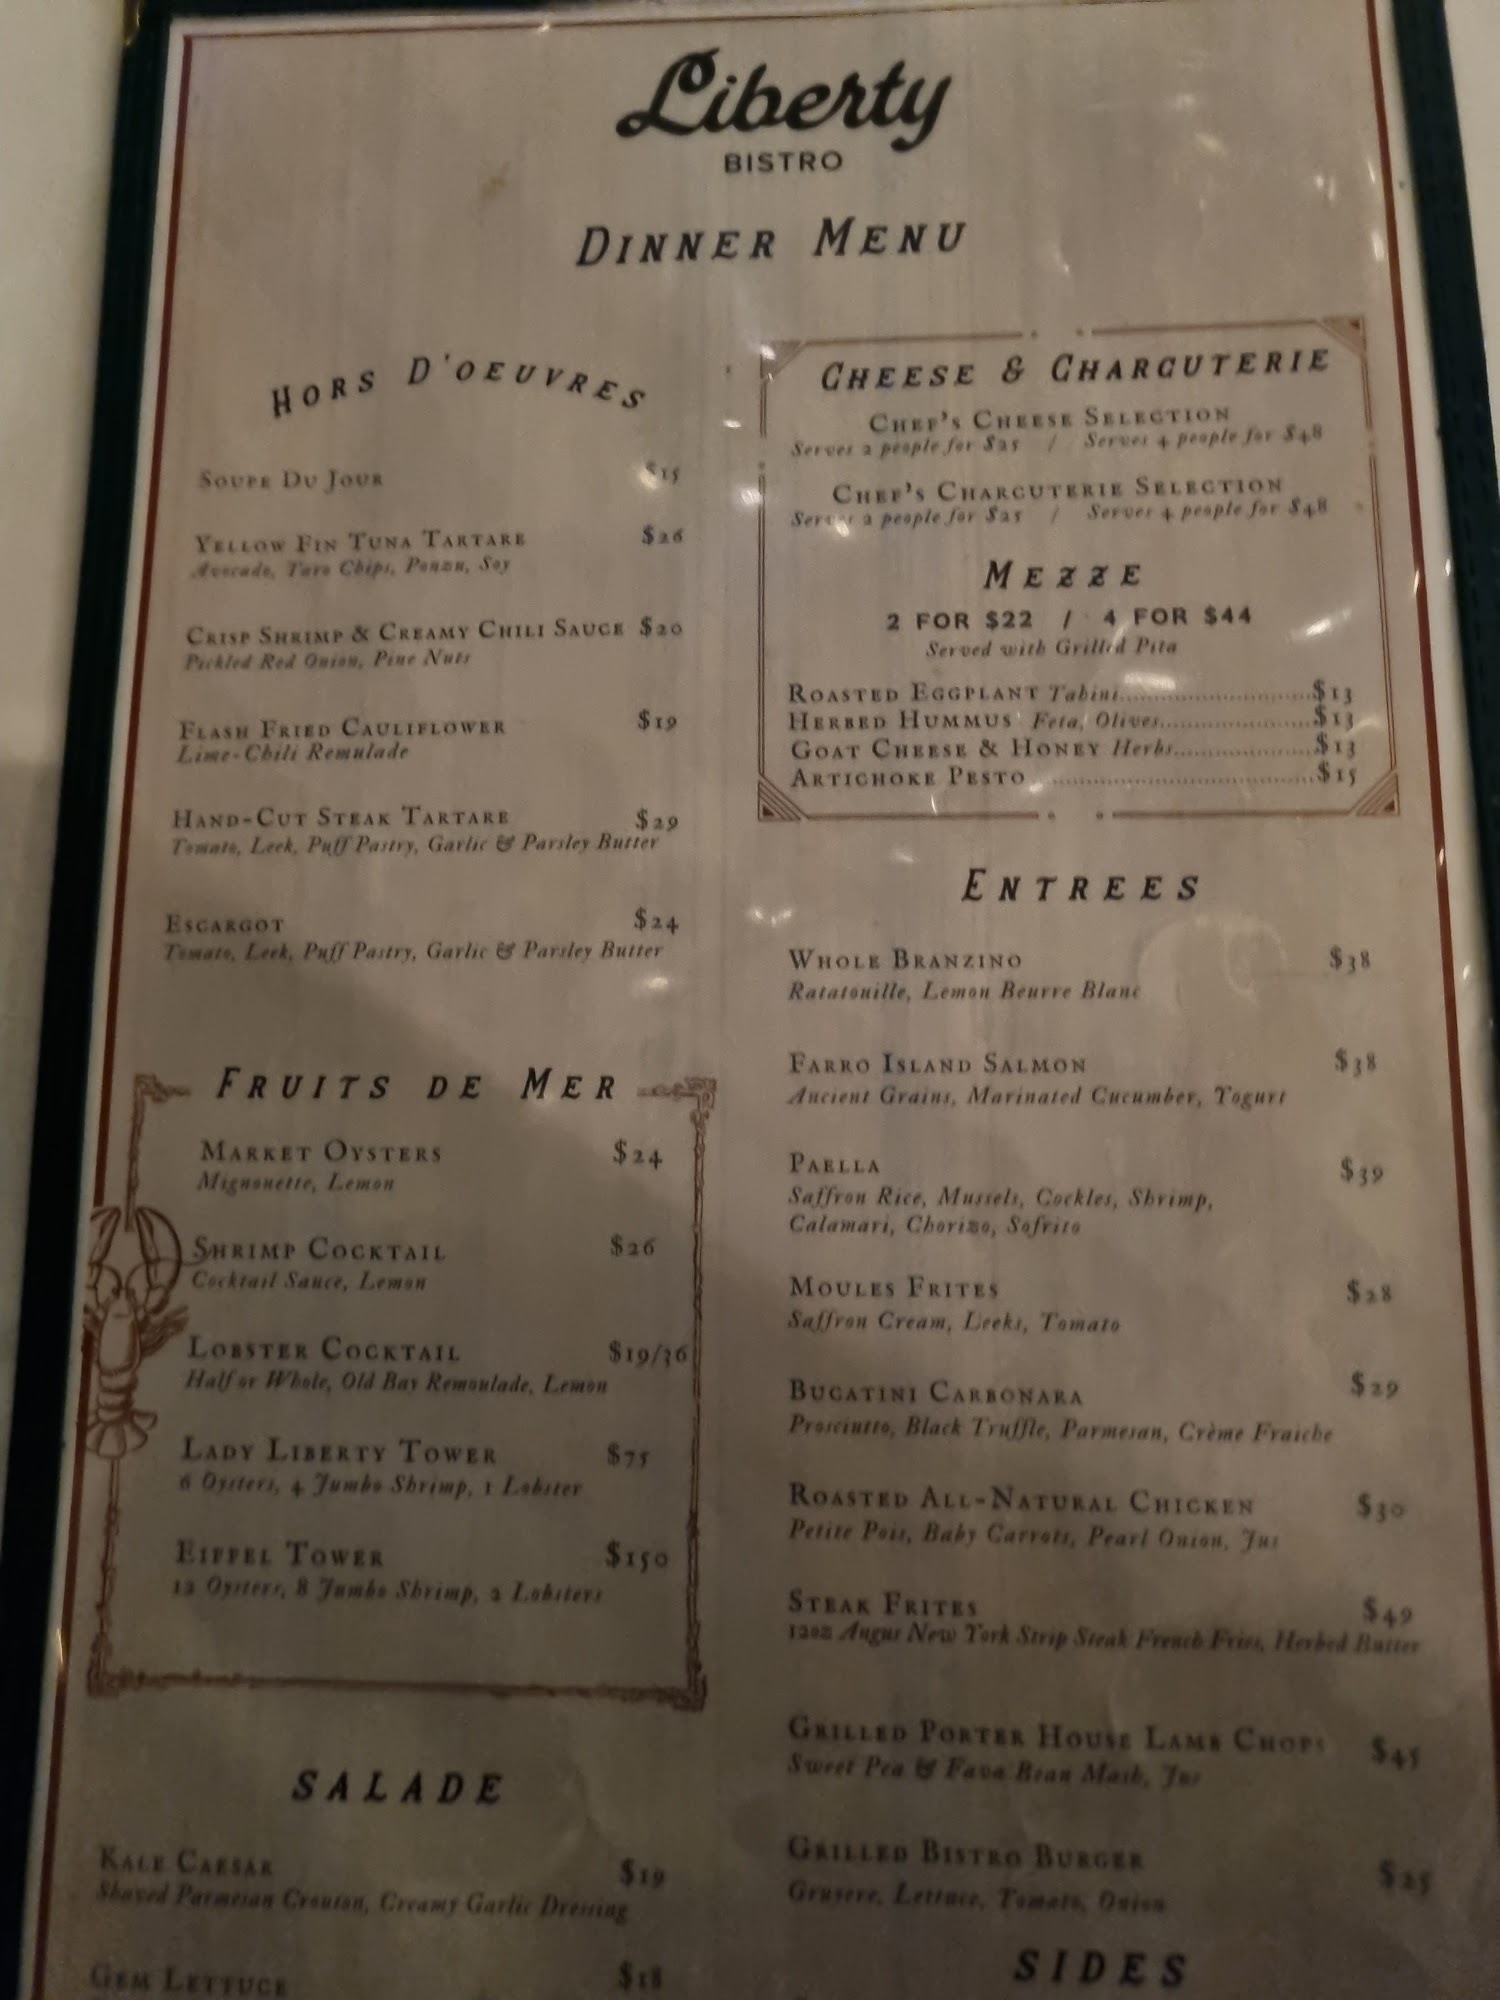 Liberty
BISTRO
DINNER MENU
HORS D'OEUVRES
SOUPE DU JOUR $15
YELLOW FIN TUNA TARTARE $26
Avocado, Taro Chips, Ponzu, Soy
CRISP SHRIMP & CREAMY CHILI SAUCE $20
Pickled Red Onion, Pine Nuts
FLASH FRIED CAULIFLOWER $19
Lime-Chili Remulade
HAND-CUT STEAK TARTARE $29
Tomato, Leek, Puff Pastry, Garlic & Parsley Butter
ESCARGOT $24
Tomato, Leek, Puff Pastry, Garlic & Parsley Butter
FRUITS DE MER
MARKET OYSTERS $24
Mignonette, Lemon
SHRIMP COCKTAIL $26
Cocktail Sauce, Lemon
LOBSTER COCKTAIL $19/36
Half or Whole, Old Bay Remoulade, Lemon
LADY LIBERTY TOWER $75
6 Oysters, 4 Jumbo Shrimp, 1 Lobster
EIFFEL TOWER $150
12 Oysters, 8 Jumbo Shrimp, 2 Lobsters
SALADE
KALE CAESAR $19
Shaved Parmesan Crouton, Creamy Garlic Dressing
GEM LETTUCE $18
CHEESE & CHARCUTERIE
CHEF'S CHEESE SELECTION
Serves 2 people for $25 / Serves 4 people for $48
CHEF'S CHARCUTERIE SELECTION
Serves 2 people for $25 / Serves 4 people for $48
MEZZE
2 FOR $22 / 4 FOR $44
Served with Grilled Pita
ROASTED EGGPLANT Tahini..............................$13
HERBED HUMMUS Feta, Olives.......................$13
GOAT CHEESE & HONEY Herbs.....................$13
ARTICHOKE PESTO ........................................$15
ENTREES
WHOLE BRANZINO $38
Ratatouille, Lemon Beurre Blanc
FARRO ISLAND SALMON $38
Ancient Grains, Marinated Cucumber, Yogurt
PAELLA $39
Saffron Rice, Mussels, Cockles, Shrimp,
Calamari, Chorizo, Sofrito
MOULES FRITES $28
Saffron Cream, Leeks, Tomato
BUCATINI CARBONARA $29
Prosciutto, Black Truffle, Parmesan, Crème Fraiche
ROASTED ALL-NATURAL CHICKEN $30
Petite Pois, Baby Carrots, Pearl Onion, Jus
STEAK FRITES $49
12oz Angus New York Strip Steak French Fries, Herbed Butter
GRILLED PORTER HOUSE LAMB CHOPS $45
Sweet Pea & Fava Bean Mash, Jus
GRILLED BISTRO BURGER $25
Gruyere, Lettuce, Tomato, Onion
SIDES